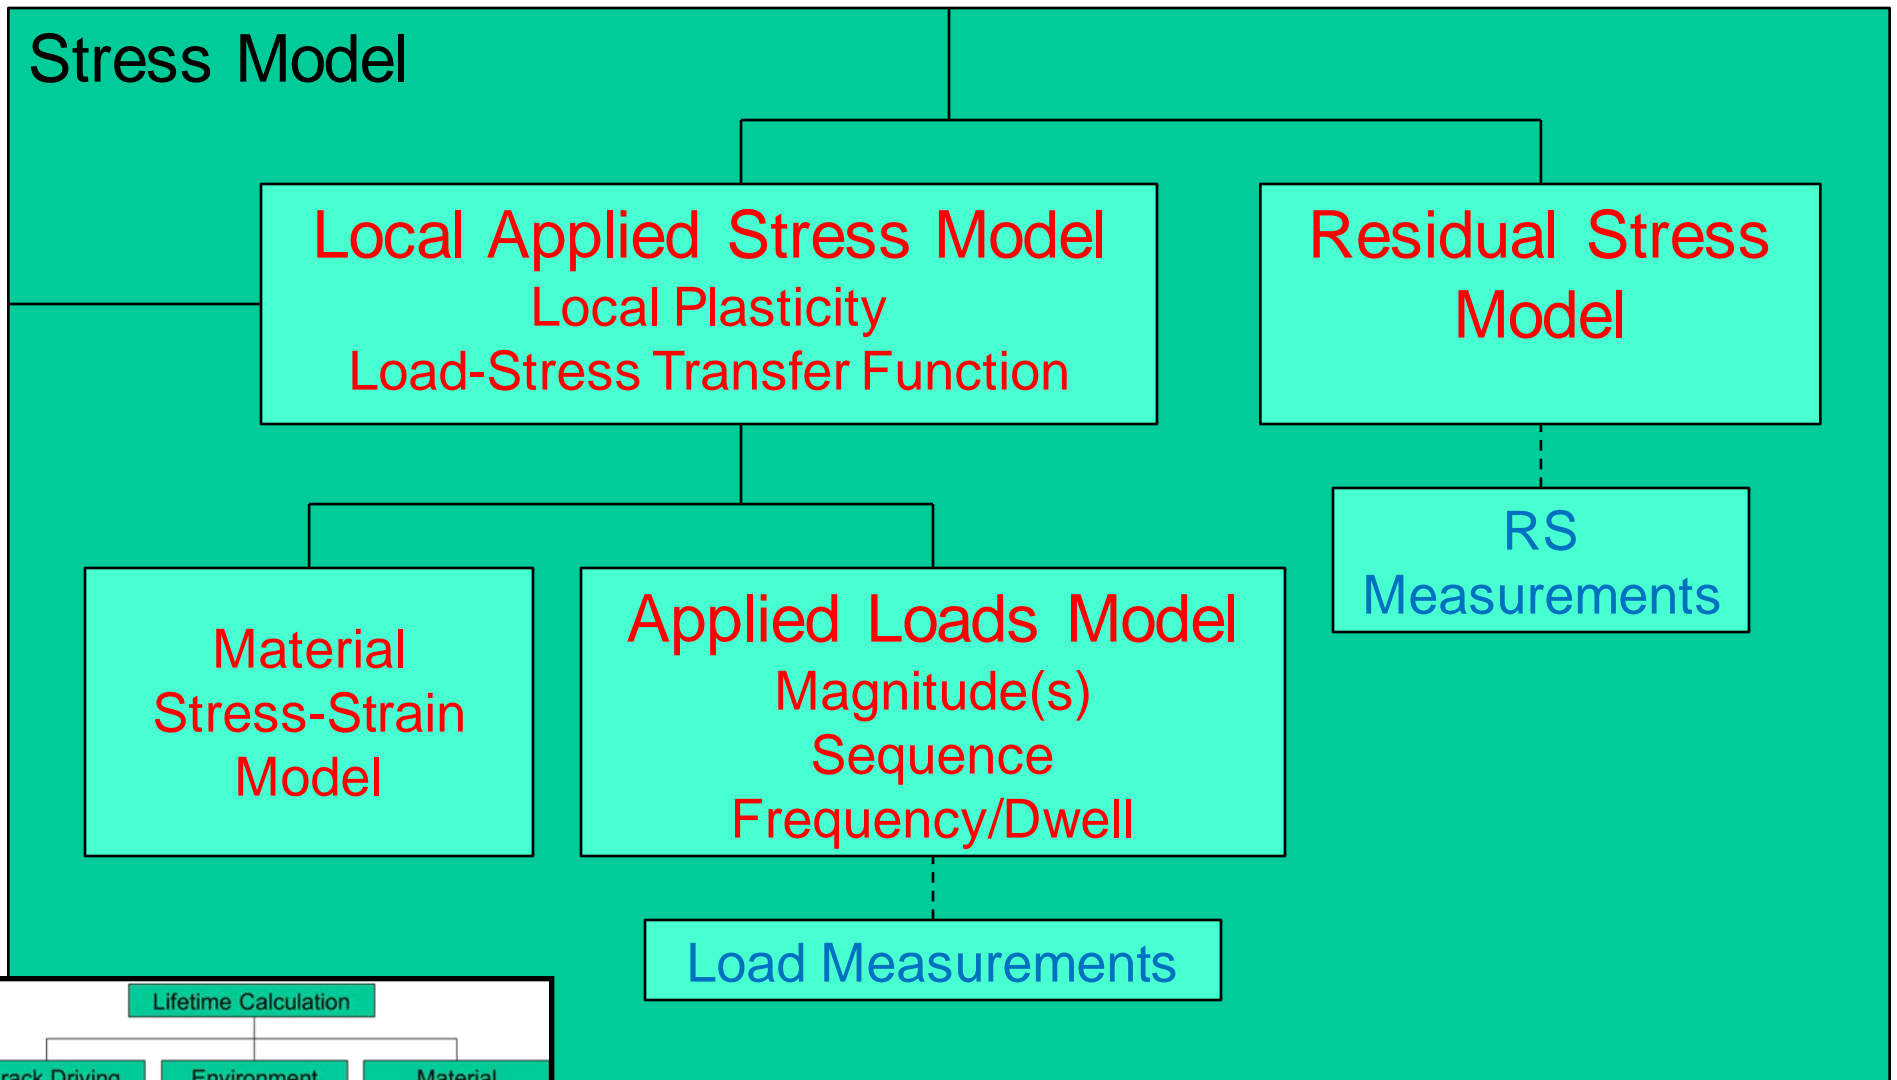 Stress Model
Local Applied Stress Model
Local Plasticity
Load-Stress Transfer Function
Residual Stress
Model
RS
Measurements
Material
Stress-Strain
Model
Applied Loads Model
Magnitude(s)
Sequence
Frequency/Dwell
Load Measurements
Lifetime Calculation
Driving
Environment
Material